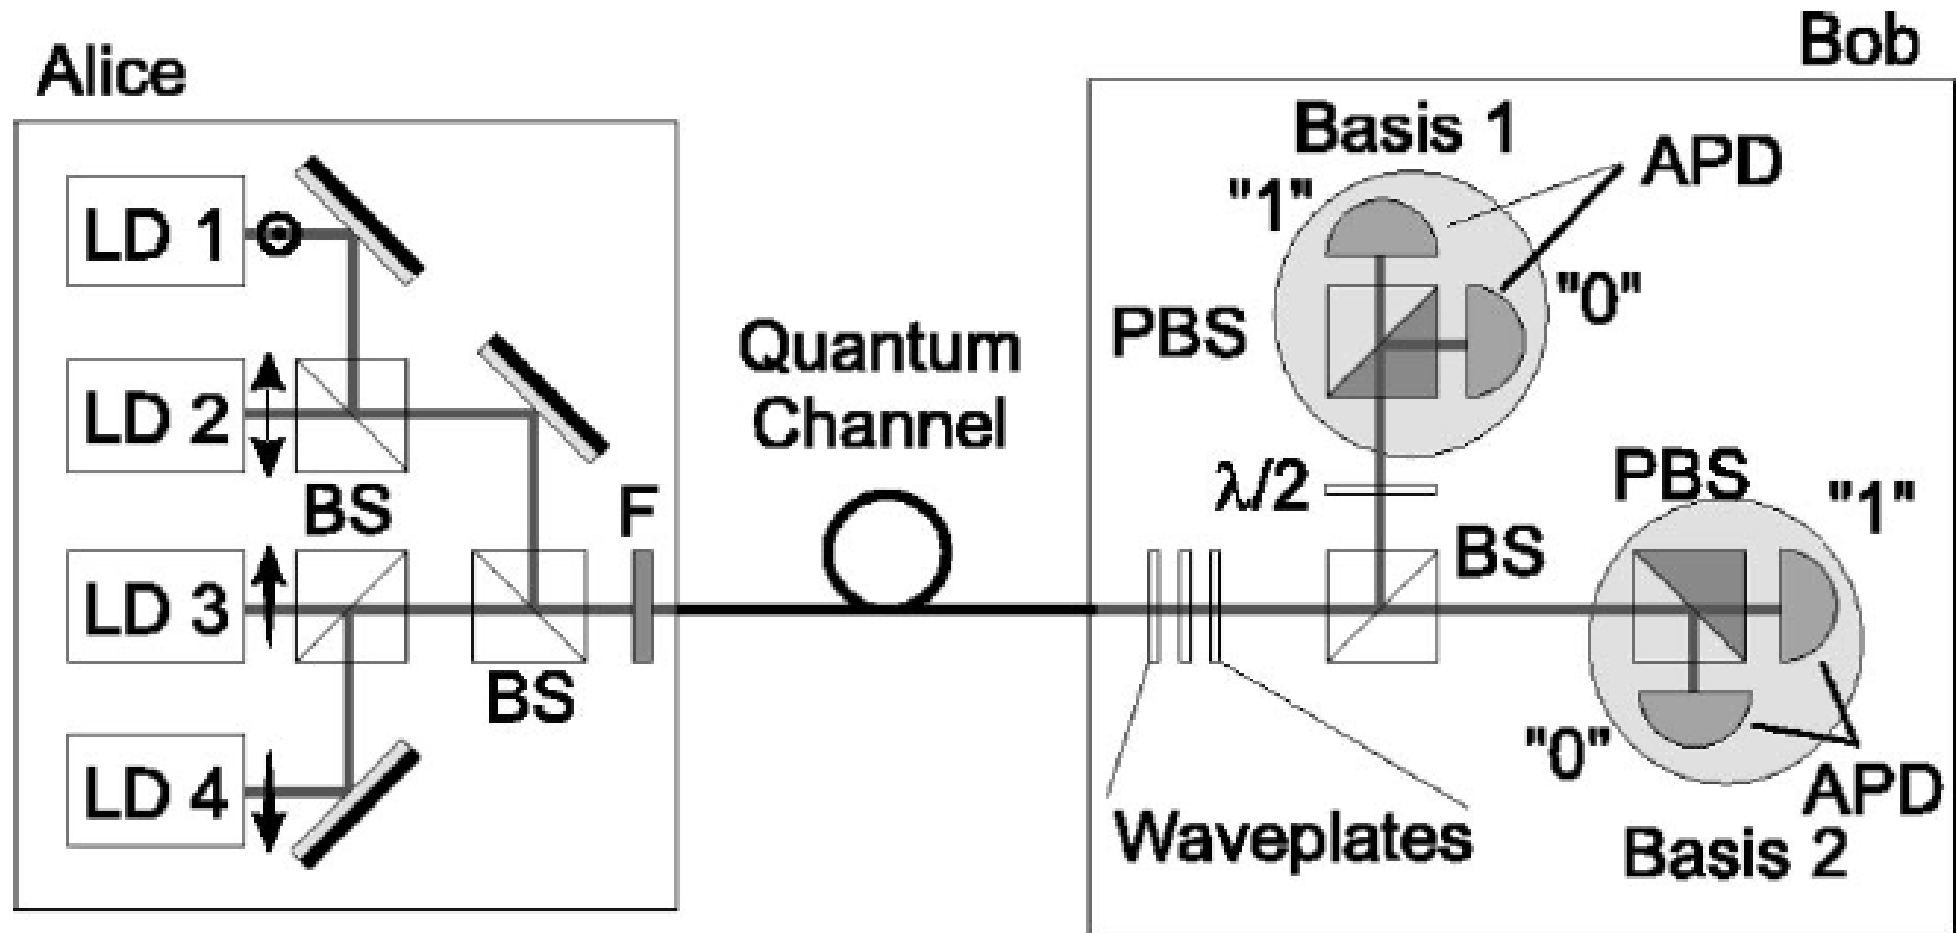 Alice
LD 1
LD 2
BS
LD 3
BS
F
LD 4
Quantum
Channel
Bob
Basis 1
"1"
APD
"0"
PBS
λ/2
BS
PBS
"1"
"0"
APD
Waveplates
Basis 2